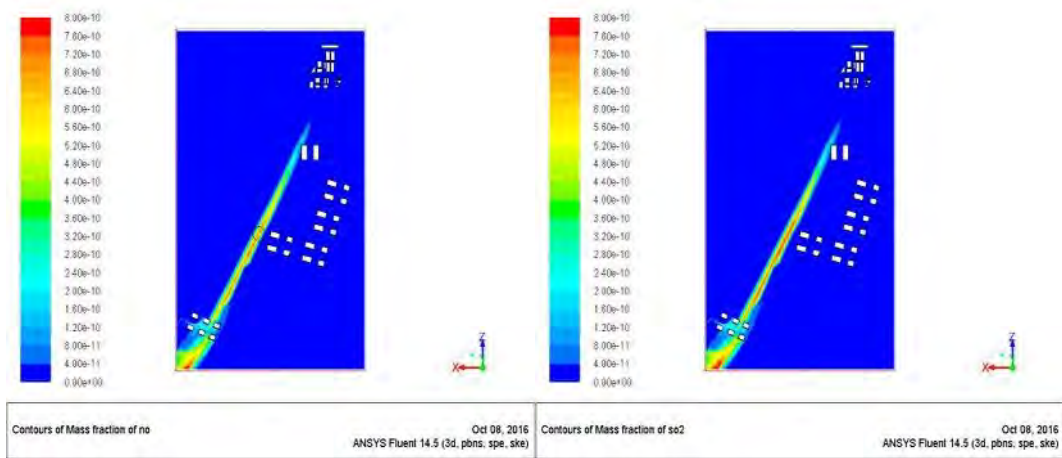 8.00e-10
7.60e-10
7.20e-10
6.80e-10
6.40e-10
6.00e-10
5.60e-10
5.20e-10
4.80e-10
4.40e-10
4.00e-10
3.60e-10
3.20e-10
2.80e-10
2.40e-10
2.00e-10
1.60e-10
1.20e-10
8.00e-11
4.00e-11
0.00e+00
Z
X
Contours of Mass fraction of no
Oct 08, 2016
ANSYS Fluent 14.5 (3d, pbns, spe, ske)
8.00e-10
7.60e-10
7.20e-10
6.80e-10
6.40e-10
6.00e-10
5.60e-10
5.20e-10
4.80e-10
4.40e-10
4.00e-10
3.60e-10
3.20e-10
2.80e-10
2.40e-10
2.00e-10
1.60e-10
1.20e-10
8.00e-11
4.00e-11
0.00e+00
Z
X
Contours of Mass fraction of so2
Oct 08, 2016
ANSYS Fluent 14.5 (3d, pbns, spe, ske)